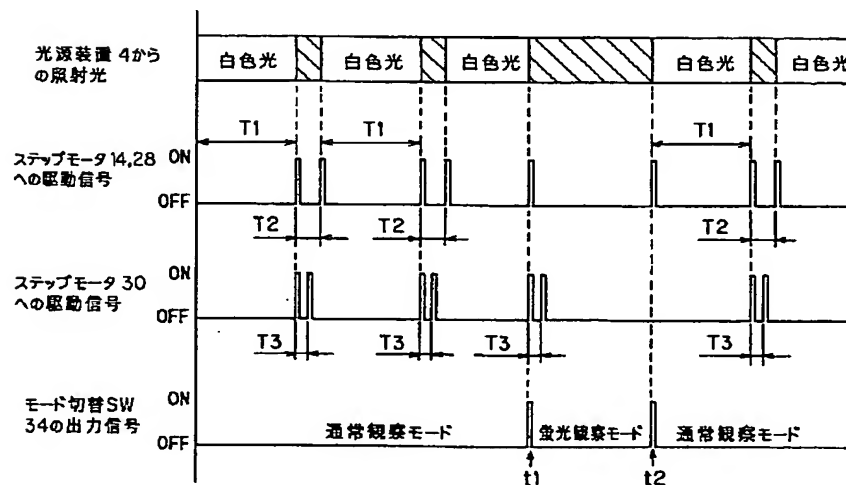 光源装置 4から
の照射光
白色光 白色光 白色光 白色光 白色光
T1 T1 T1
ステップモータ 14,28
への駆動信号
ON
OFF
T2 T2 T2
ステップモータ 30
への駆動信号
ON
OFF
T3 T3 T3 T3
モード切替SW
34の出力信号
ON
OFF
通常観察モード 蛍光観察モード 通常観察モード
t1 t2